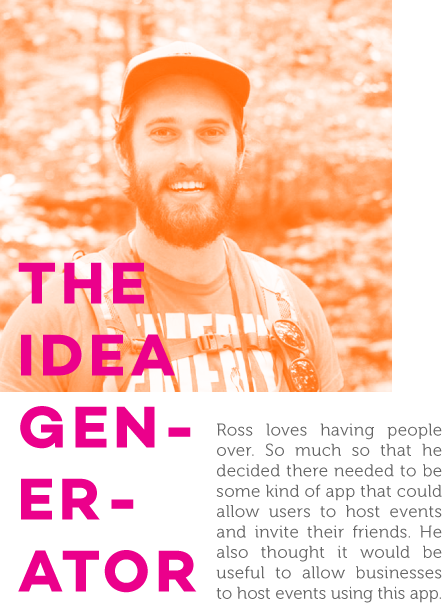 THE
IDEA
GEN-
ER-
ATOR
Ross loves having people
over. So much so that he
decided there needed to be
some kind of app that could
allow users to host events
and invite their friends. He
also thought it would be
useful to allow businesses
to host events using this app.